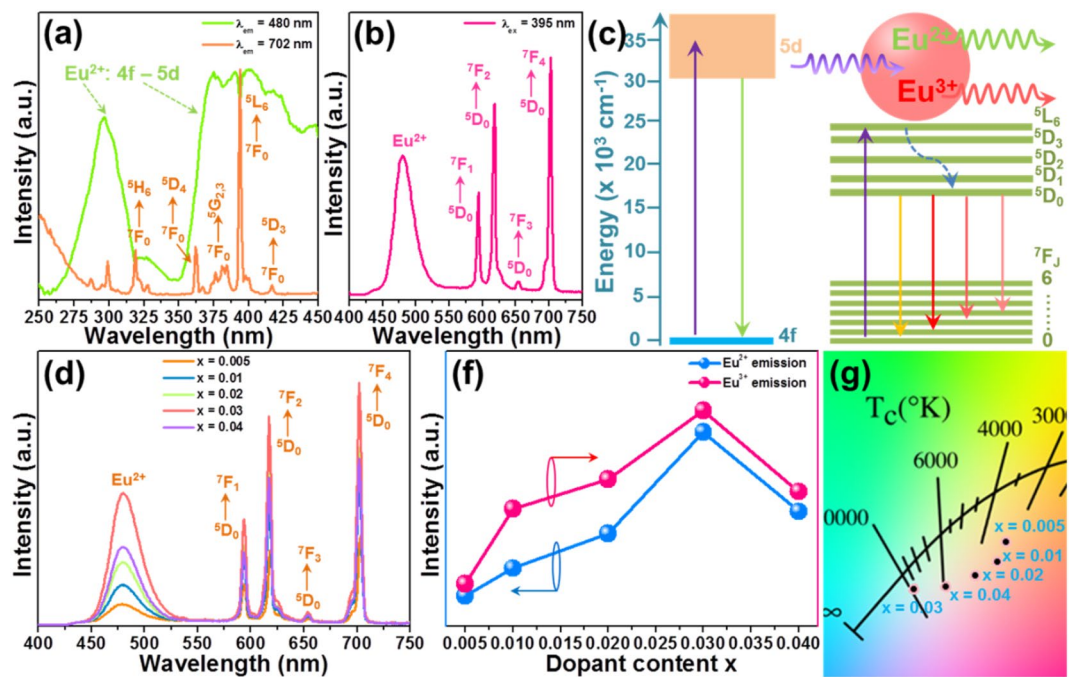 (a)
λem = 480 nm
λem = 702 nm
Eu²⁺: 4f – 5d
⁵L₆
⁷F₀
⁵H₆
⁷F₀
⁵D₄
⁷F₀
⁵G₂,₃
⁷F₀
⁵D₃
⁷F₀
Intensity (a.u.)
250 275 300 325 350 375 400 425 450
Wavelength (nm)
(b)
λex = 395 nm
Eu²⁺
⁷F₁
⁵D₀
⁷F₂
⁵D₀
⁷F₃
⁵D₀
⁷F₄
⁵D₀
Intensity (a.u.)
400 450 500 550 600 650 700 750
Wavelength (nm)
(c)
Energy (x 10³ cm⁻¹)
35
30
25
20
15
10
5
0
5d
4f
Eu²⁺
Eu³⁺
⁵L₆
⁵D₃
⁵D₂
⁵D₁
⁵D₀
⁷FJ
6
0
(d)
x = 0.005
x = 0.01
x = 0.02
x = 0.03
x = 0.04
Eu²⁺
⁷F₁
⁵D₀
⁷F₂
⁵D₀
⁷F₃
⁵D₀
⁷F₄
⁵D₀
Intensity (a.u.)
400 450 500 550 600 650 700 750
Wavelength (nm)
(f)
Eu²⁺ emission
Eu³⁺ emission
Intensity (a.u.)
0.005 0.010 0.015 0.020 0.025 0.030 0.035 0.040
Dopant content x
(g)
Tc(°K)
3000
4000
6000
0000
∞
x = 0.005
x = 0.01
x = 0.02
x = 0.04
x = 0.03